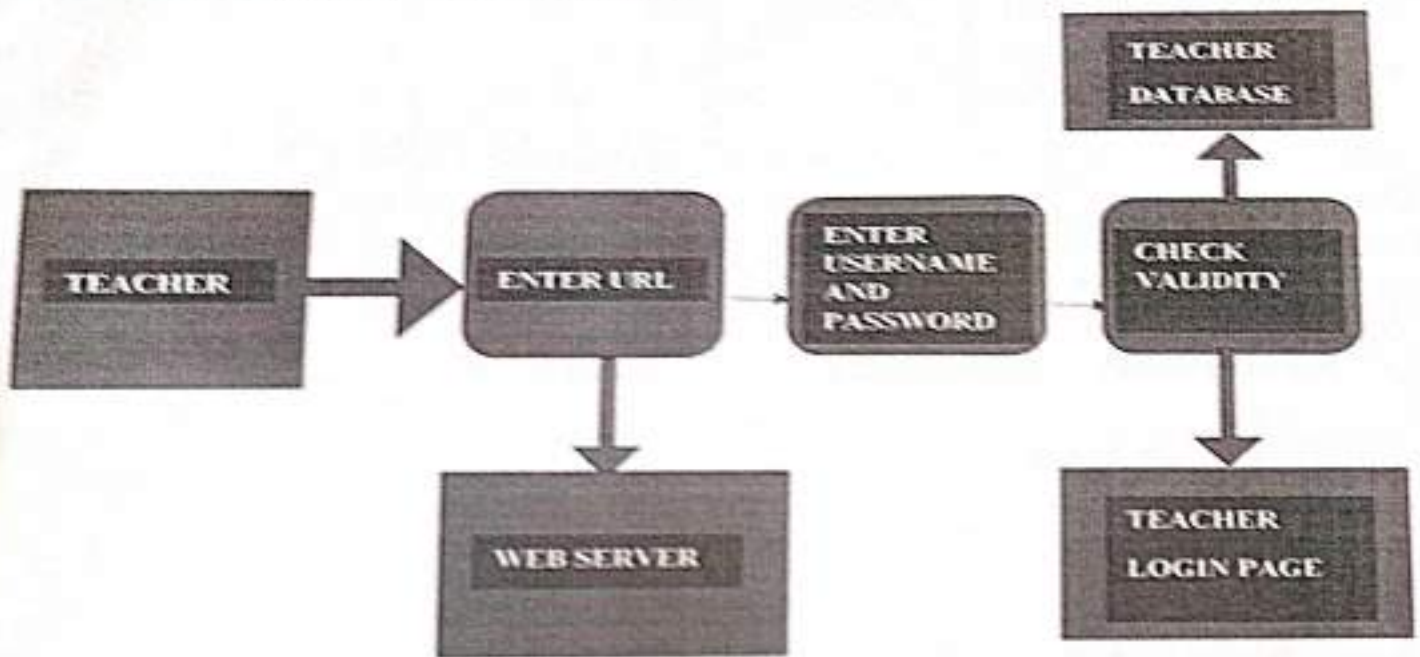 TEACHER
DATABASE
TEACHER
ENTER URL
ENTER
USERNAME
AND
PASSWORD
CHECK
VALIDITY
WEB SERVER
TEACHER
LOGIN PAGE